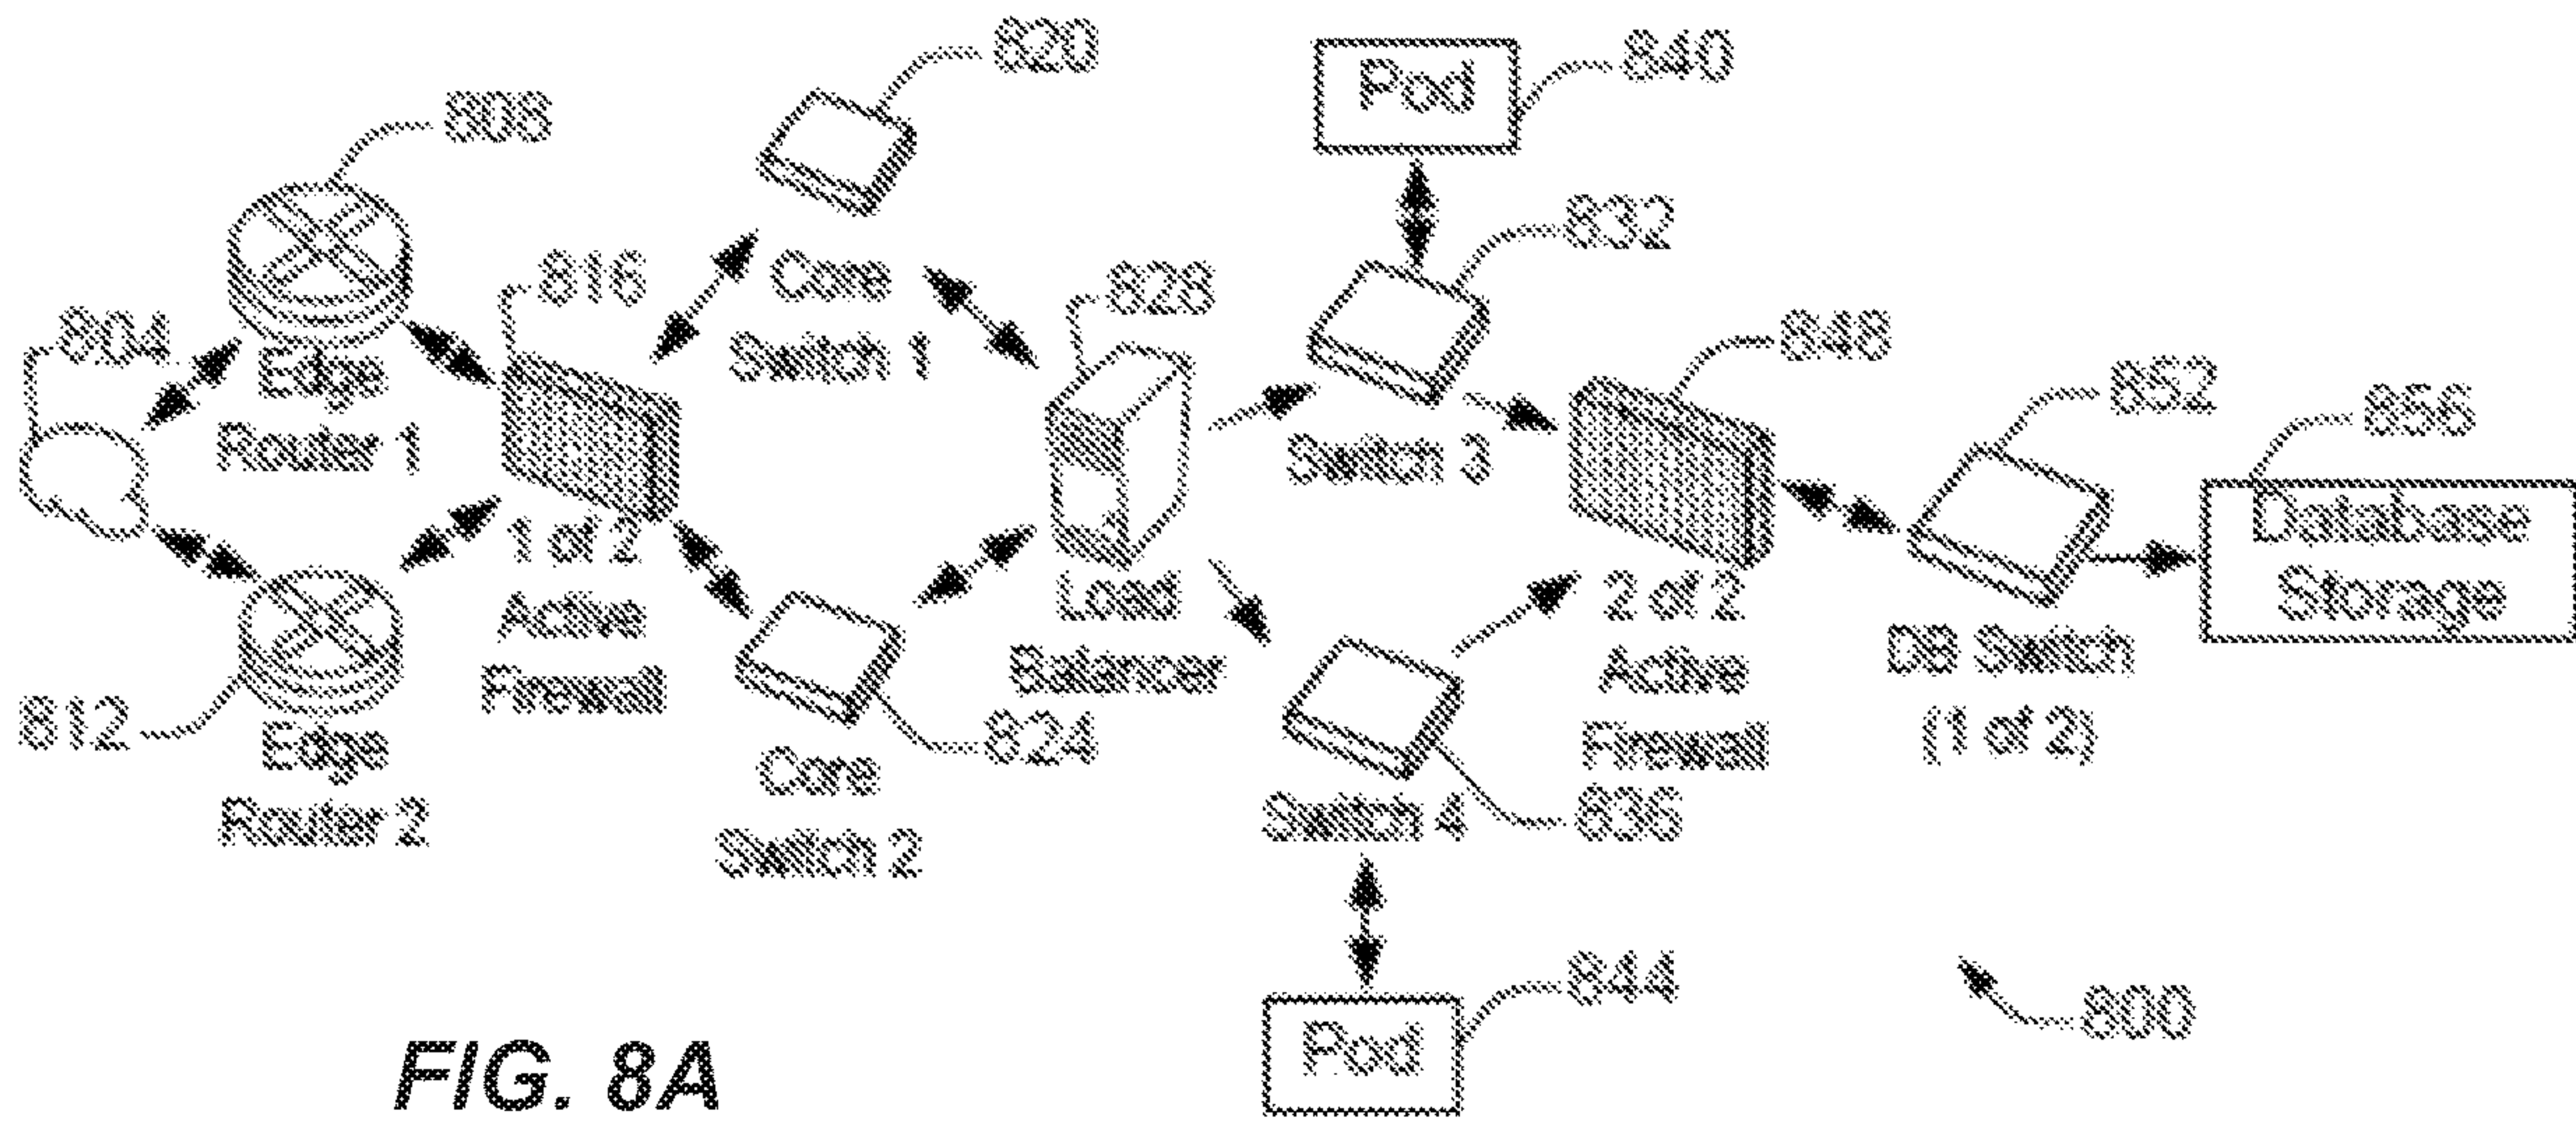 820
Pod
840
808
832
816
Core
Switch 1
828
804
Edge
Router 1
848
852
856
Switch 3
Database
Storage
1 of 2
Active
Firewall
Load
Balancer
2 of 2
Active
Firewall
DB Switch
(1 of 2)
812
Edge
Router 2
824
Core
Switch 2
Switch 4
836
844
Pod
800
FIG. 8A